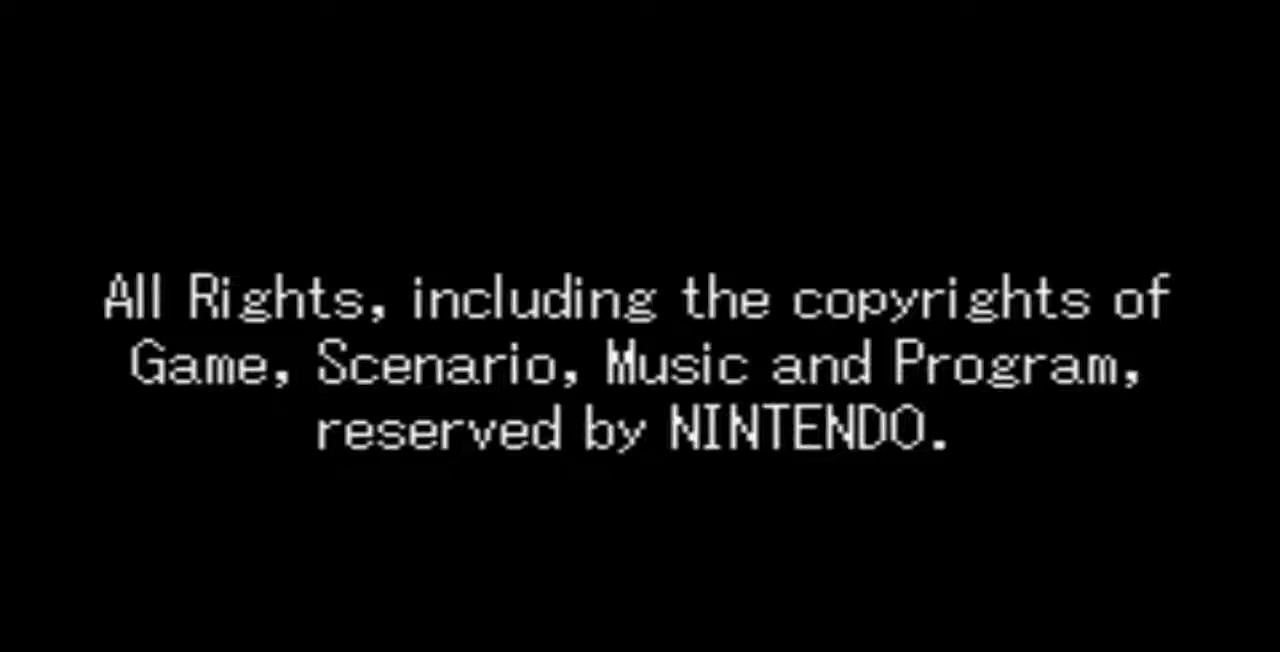 All Rights, including the copyrights of
Game, Scenario, Music and Program,
reserved by NINTENDO.